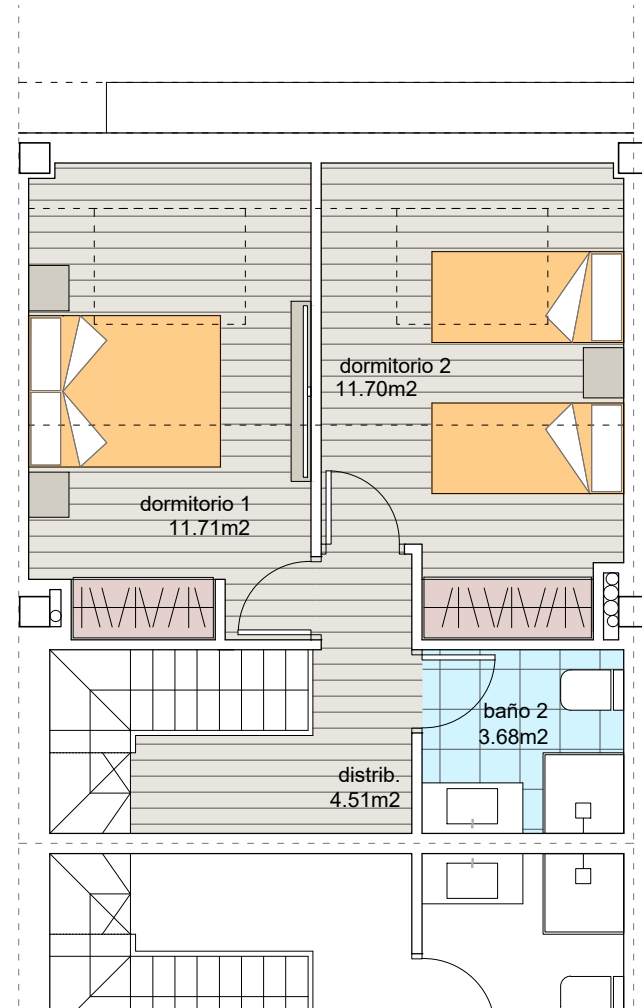 dormitorio 2
11.70m2
dormitorio 1
11.71m2
baño 2
3.68m2
distrib.
4.51m2